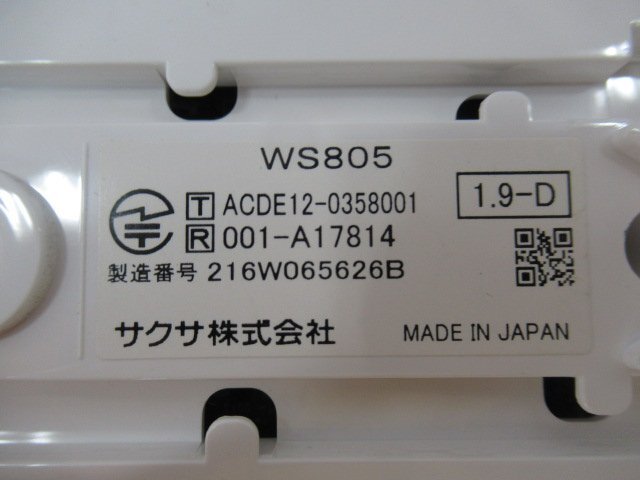 WS805
T ACDE12-0358001
1.9-D
R 001-A17814
製造番号 216W065626B
サクサ株式会社
MADE IN JAPAN